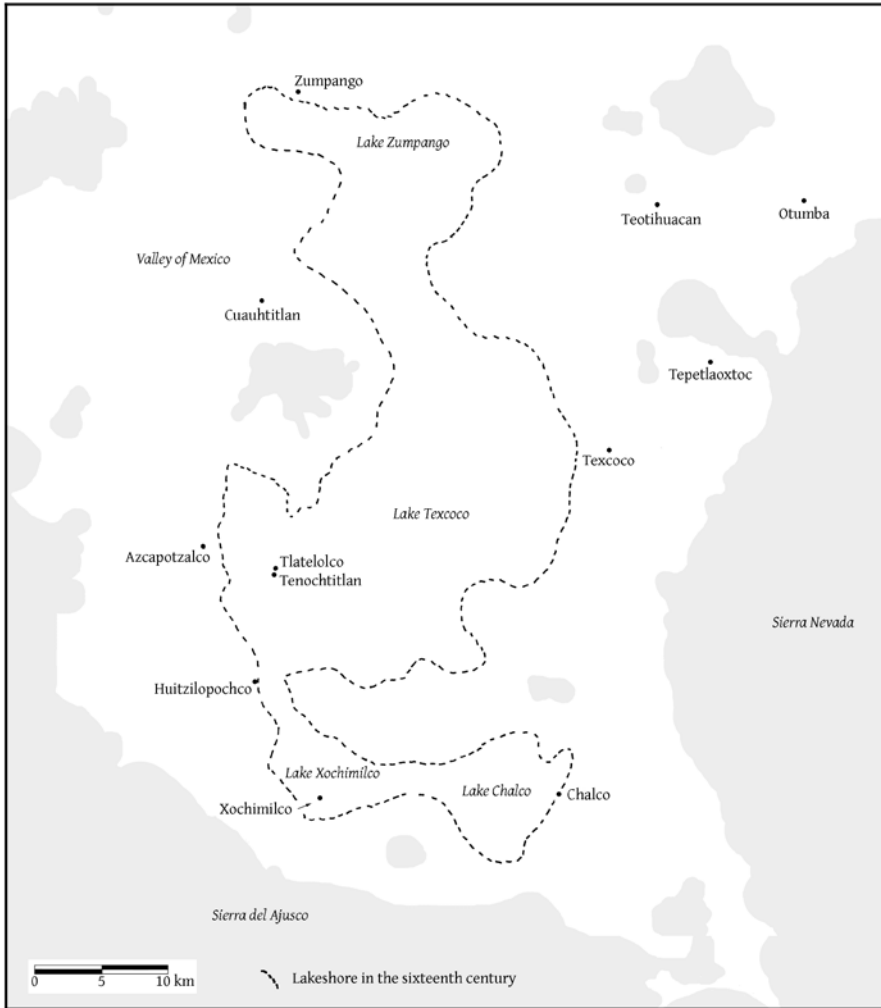 Zumpango
Lake Zumpango
Teotihuacan
Otumba
Valley of Mexico
Cuauhtitlan
Tepetlaoxtoc
Texcoco
Lake Texcoco
Azcapotzalco
Tlatelolco
Tenochtitlan
Sierra Nevada
Huitzilopochco
Lake Xochimilco
Lake Chalco
Chalco
Xochimilco
Sierra del Ajusco
0 5 10 km
Lakeshore in the sixteenth century